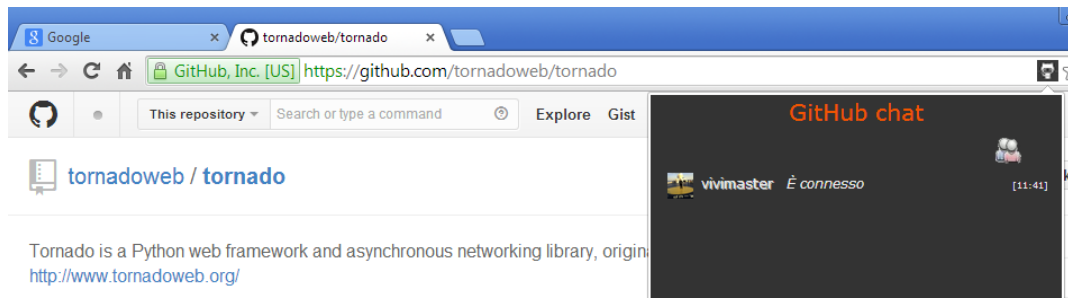 Google
tornadoweb/tornado
GitHub, Inc. [US] https://github.com/tornadoweb/tornado
This repository Search or type a command Explore Gist
GitHub chat
tornadoweb / tornado
vivimaster È connesso [11:41]
Tornado is a Python web framework and asynchronous networking library,
http://www.tornadoweb.org/